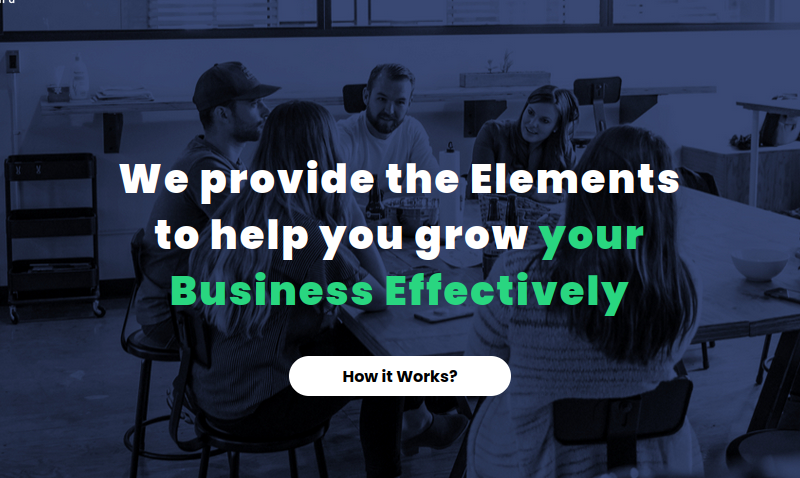 We provide the Elements
to help you grow your
Business Effectively
How it Works?